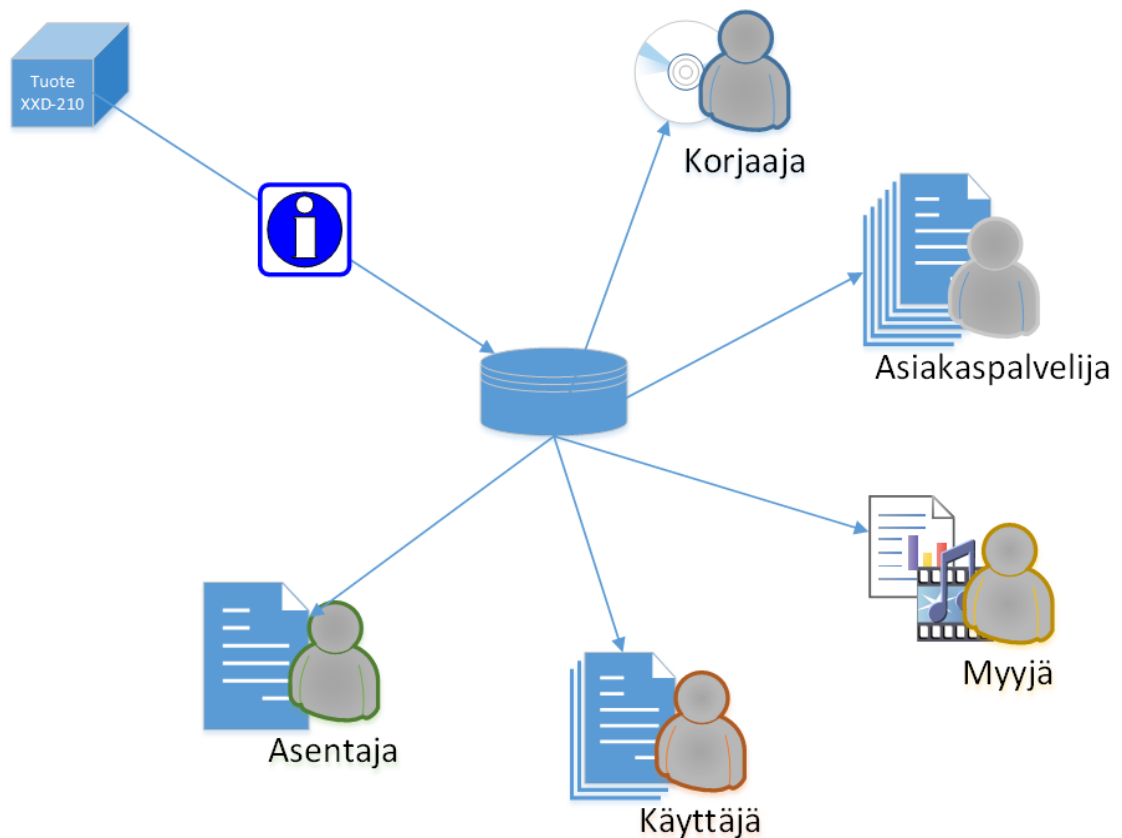 Tuote
XXD-210
Korjaaja
Asiakaspalvelija
Myyjä
Asentaja
Käyttäjä